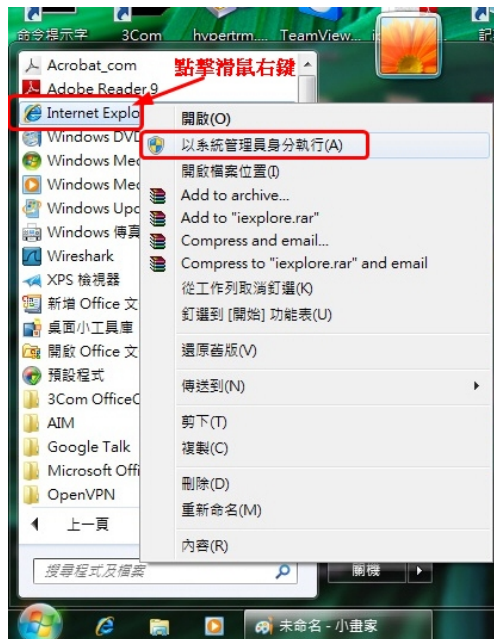 命令提示字
3Com
hypertrm....
TeamView...
記
Acrobat_com
點擊滑鼠右鍵
Adobe Reader 9
Internet Explo
Windows DVD
Windows Med
Windows Med
Windows Upd
Windows 傳真
Wireshark
XPS 檢視器
新增 Office 文
桌面小工具庫
開啟 Office 文
預設程式
3Com OfficeC
AIM
Google Talk
Microsoft Offi
OpenVPN
上一頁
搜尋程式及檔案
開啟(O)
以系統管理員身分執行(A)
開啟檔案位置(I)
Add to archive...
Add to "iexplore.rar"
Compress and email...
Compress to "iexplore.rar" and email
從工作列取消釘選(K)
釘選到 [開始] 功能表(U)
還原舊版(V)
傳送到(N)
剪下(T)
複製(C)
刪除(D)
重新命名(M)
內容(R)
關機
未命名 - 小畫家